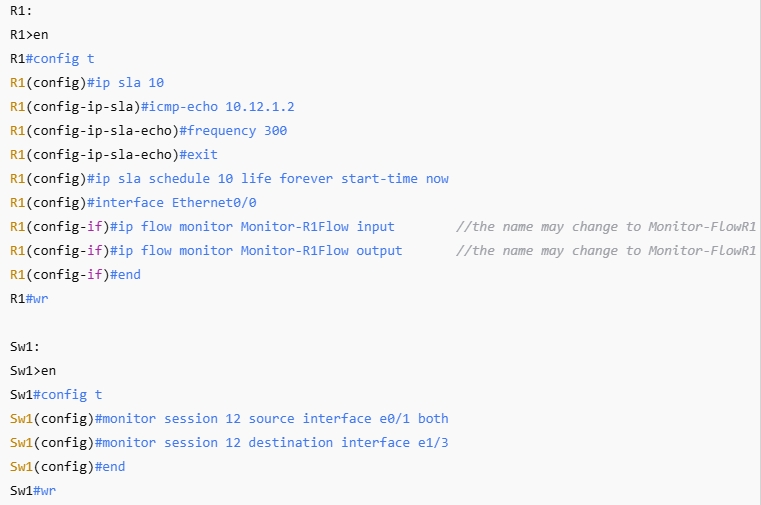 R1:
R1>en
R1#config t
R1(config)#ip sla 10
R1(config-ip-sla)#icmp-echo 10.12.1.2
R1(config-ip-sla-echo)#frequency 300
R1(config-ip-sla-echo)#exit
R1(config)#ip sla schedule 10 life forever start-time now
R1(config)#interface Ethernet0/0
R1(config-if)#ip flow monitor Monitor-R1Flow input //the name may change to Monitor-FlowR1
R1(config-if)#ip flow monitor Monitor-R1Flow output //the name may change to Monitor-FlowR1
R1(config-if)#end
R1#wr
Sw1:
Sw1>en
Sw1#config t
Sw1(config)#monitor session 12 source interface e0/1 both
Sw1(config)#monitor session 12 destination interface e1/3
Sw1(config)#end
Sw1#wr